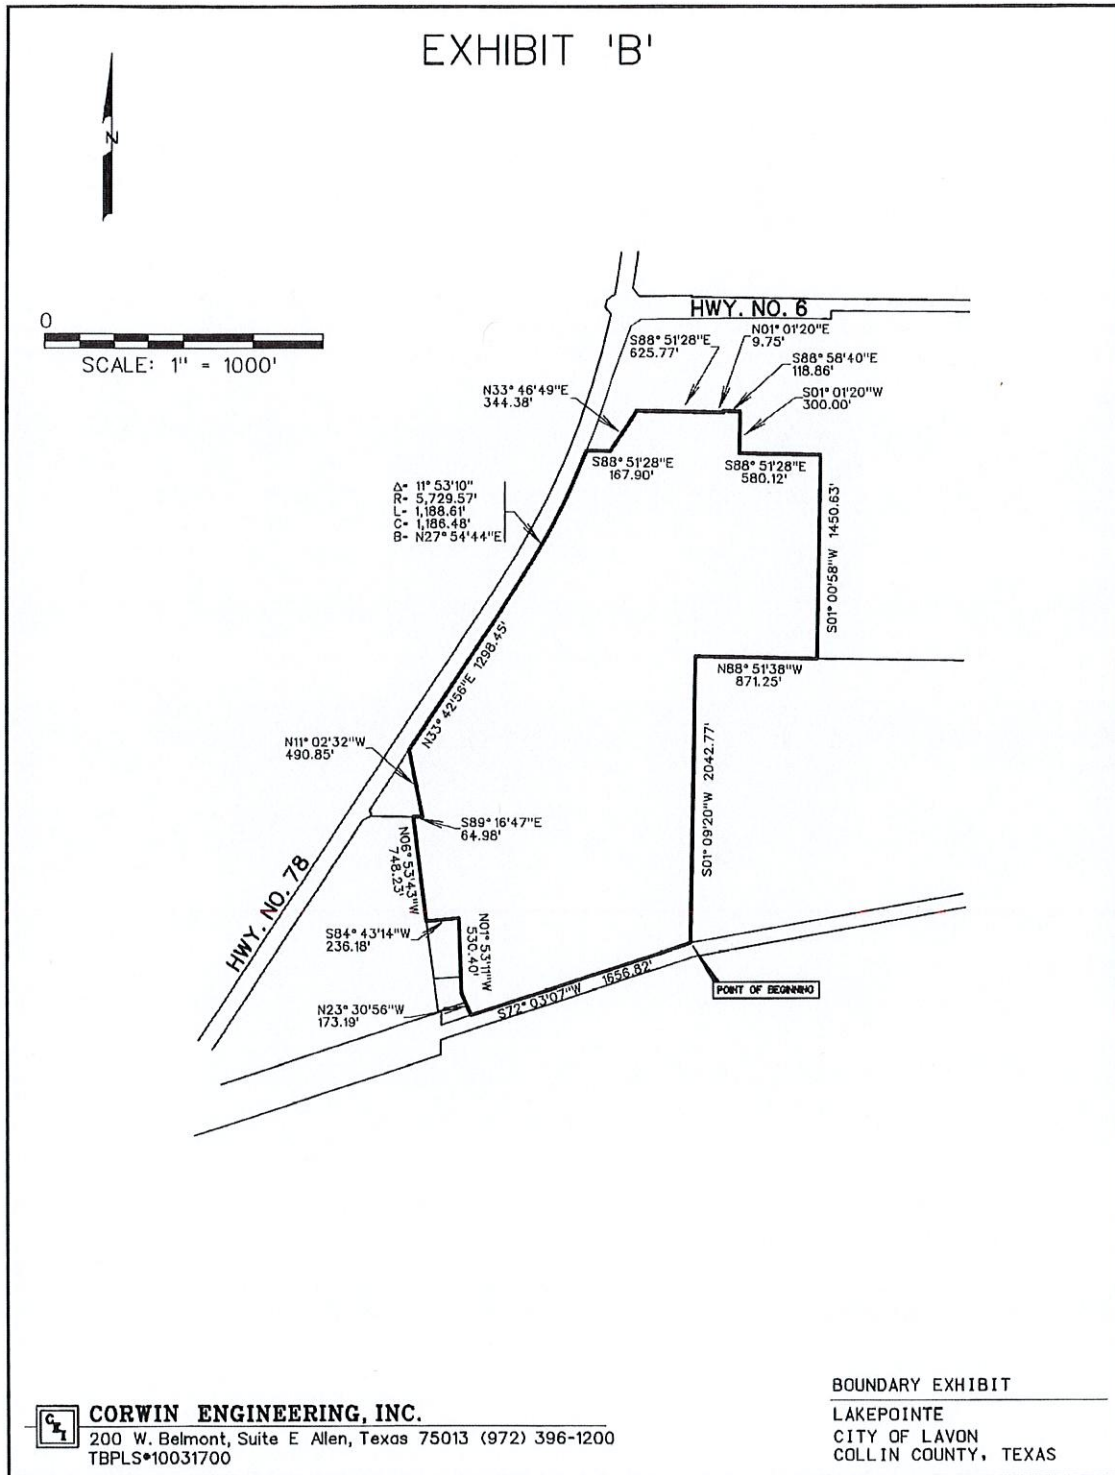 EXHIBIT 'B'
N
0
SCALE: 1" = 1000'
HWY. NO. 6
S88° 51'28"E
625.77'
N01° 01'20"E
9.75'
S88° 58'40"E
118.86'
S01° 01'20"W
300.00'
N33° 46'49"E
344.38'
S88° 51'28"E
167.90'
S88° 51'28"E
580.12'
Δ= 11° 53'10"
R= 5,729.57'
L= 1,188.61'
C= 1,186.48'
B= N27° 54'44"E
S01° 00'58"W 1450.63'
N33° 42'56"E 1298.45'
N88° 51'38"W
871.25'
N11° 02'32"W
490.85'
S01° 09'20"W 2042.77'
S89° 16'47"E
64.98'
N06° 53'43"W
748.23'
HWY. NO. 78
S84° 43'14"W
236.18'
N01° 53'11"W
530.40'
N23° 30'56"W
173.19'
S72° 03'07"W 1656.82'
POINT OF BEGINNING
BOUNDARY EXHIBIT
LAKEPOINTE
CITY OF LAVON
COLLIN COUNTY, TEXAS
CEI
CORWIN ENGINEERING, INC.
200 W. Belmont, Suite E Allen, Texas 75013 (972) 396-1200
TBPLS#10031700